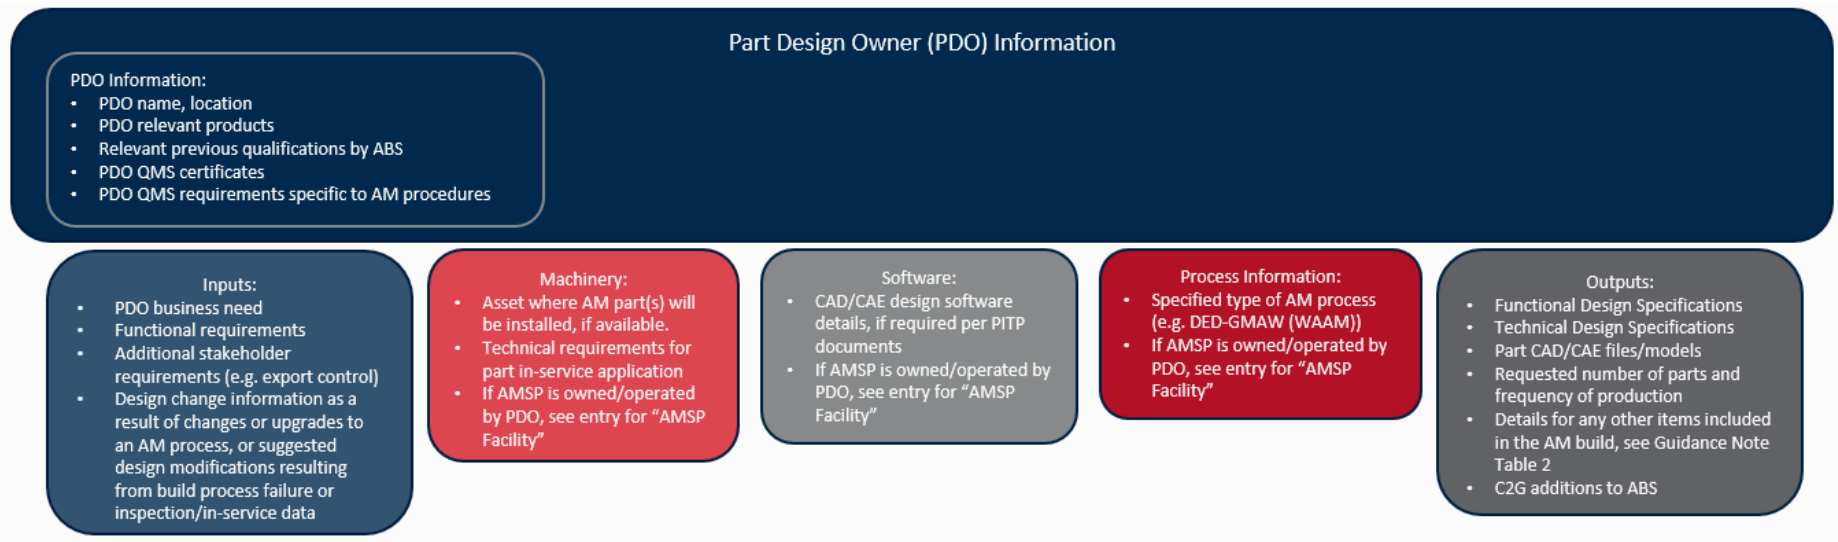 Part Design Owner (PDO) Information
PDO Information:
• PDO name, location
• PDO relevant products
• Relevant previous qualifications by ABS
• PDO QMS certificates
• PDO QMS requirements specific to AM procedures
Inputs:
• PDO business need
• Functional requirements
• Additional stakeholder
requirements (e.g. export control)
• Design change information as a
result of changes or upgrades to
an AM process, or suggested
design modifications resulting
from build process failure or
inspection/in-service data
Machinery:
• Asset where AM part(s) will
be installed, if available.
• Technical requirements for
part in-service application
• If AMSP is owned/operated
by PDO, see entry for “AMSP
Facility”
Software:
• CAD/CAE design software
details, if required per PITP
documents
• If AMSP is owned/operated by
PDO, see entry for “AMSP
Facility”
Process Information:
• Specified type of AM process
(e.g. DED-GMAW (WAAM))
• If AMSP is owned/operated by
PDO, see entry for “AMSP
Facility”
Outputs:
• Functional Design Specifications
• Technical Design Specifications
• Part CAD/CAE files/models
• Requested number of parts and
frequency of production
• Details for any other items included
in the AM build, see Guidance Note
Table 2
• C2G additions to ABS